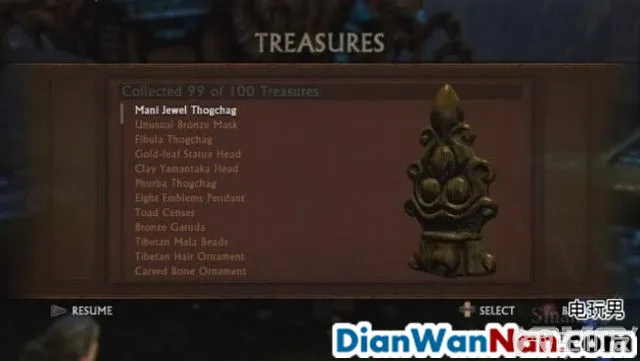 TREASURES
Collected 99 of 100 Treasures
Mani Jewel Thogchag
Unusual Bronze Mask
Fibula Thogchag
Gold-leaf Statue Head
Clay Yamantaka Head
Phurba Thogchag
Eight Emblems Pendant
Toad Censer
Bronze Garuda
Tibetan Mala Beads
Tibetan Hair Ornament
Carved Bone Ornament
RESUME
SELECT
电玩男
DianWanNan.com